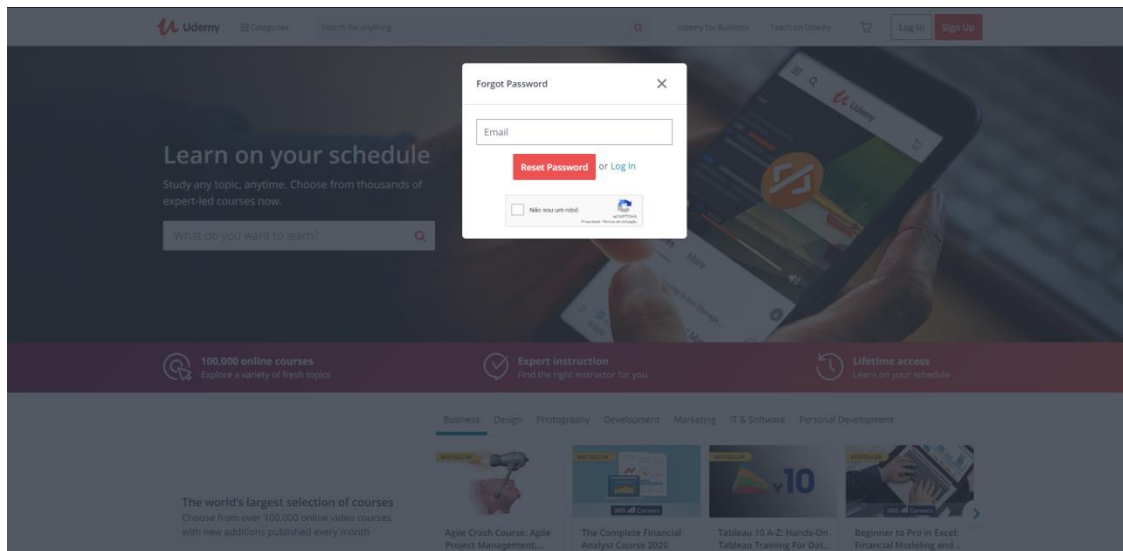 Udemy
Categories
Search for anything
Udemy for Business
Teach on Udemy
Log In
Sign Up
Forgot Password
Email
Reset Password or Log In
Não sou um robô
reCAPTCHA
Learn on your schedule
Study any topic, anytime. Choose from thousands of
expert-led courses now.
What do you want to learn?
Udemy
More
100,000 online courses
Explore a variety of fresh topics
Expert instruction
Find the right instructor for you
Lifetime access
Learn on your schedule
Business Design Photography Development Marketing IT & Software Personal Development
The world's largest selection of courses
Choose from over 100,000 online video courses
with new additions published every month
BESTSELLER
Agile Crash Course: Agile
Project Management;...
BESTSELLER
365 Careers
The Complete Financial
Analyst Course 2020
BESTSELLER
v10
Tableau 10 A-Z: Hands-On
Tableau Training For Dat...
BESTSELLER
365 Careers
Beginner to Pro in Excel:
Financial Modeling and...